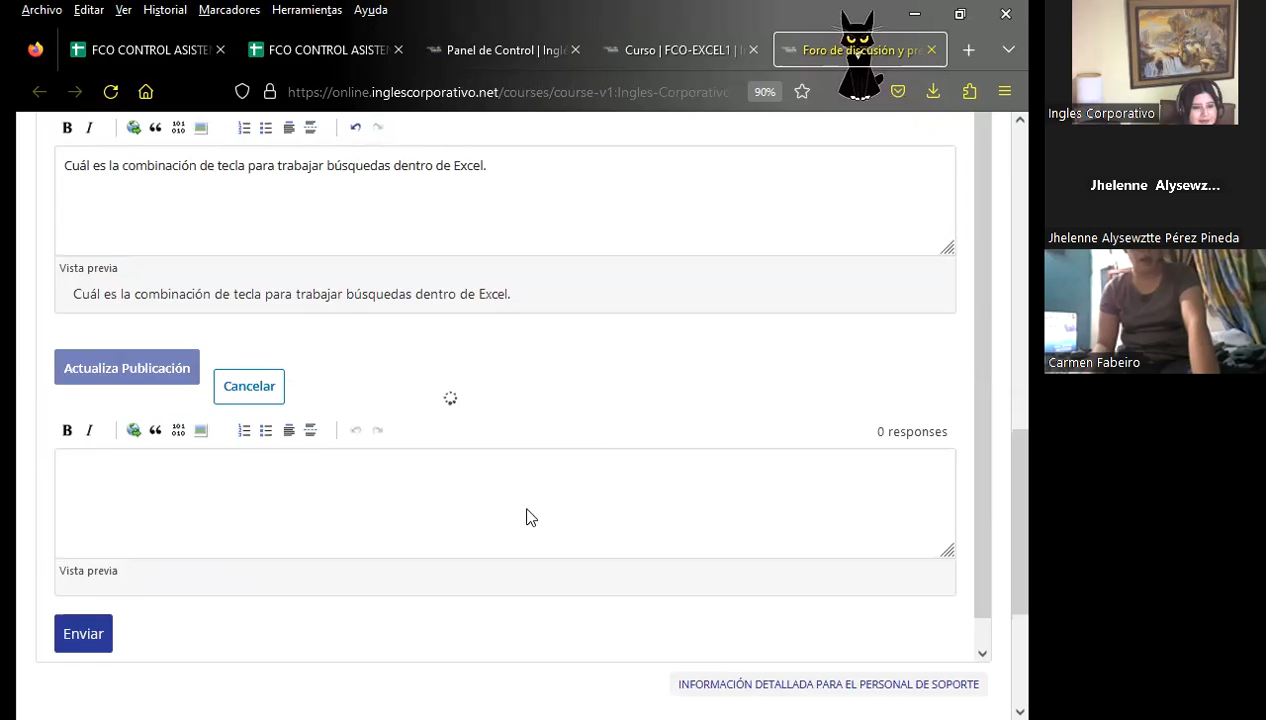 Archivo Editar Ver Historial Marcadores Herramientas Ayuda
FCO CONTROL ASISTEN
FCO CONTROL ASISTEN
Panel de Control | Inglé
Curso | FCO-EXCEL1 | I
Foro de discusión y pre
https://online.inglescorporativo.net/courses/course-v1:Ingles-Corporativo
90%
B I
Cuál es la combinación de tecla para trabajar búsquedas dentro de Excel.
Vista previa
Cuál es la combinación de tecla para trabajar búsquedas dentro de Excel.
Actualiza Publicación
Cancelar
B I
0 responses
Vista previa
Enviar
INFORMACIÓN DETALLADA PARA EL PERSONAL DE SOPORTE
Ingles Corporativo
Jhelenne Alysewz...
Jhelenne Alysewztte Pérez Pineda
Carmen Fabeiro